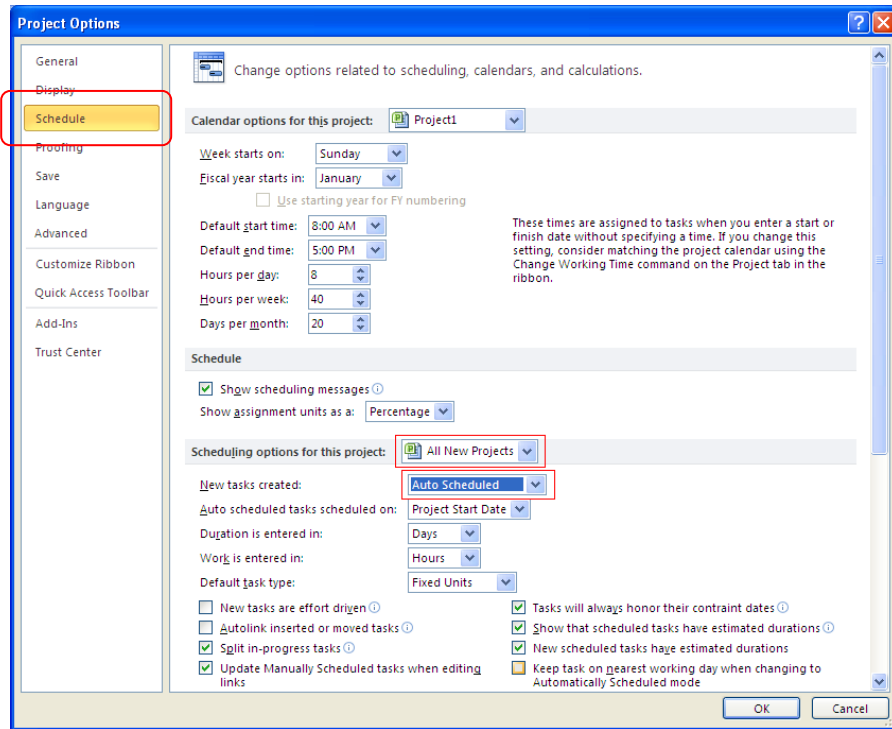 Project Options
General
Display
Schedule
Proofing
Save
Language
Advanced
Customize Ribbon
Quick Access Toolbar
Add-Ins
Trust Center
Change options related to scheduling, calendars, and calculations.
Calendar options for this project: Project1
Week starts on: Sunday
Fiscal year starts in: January
Use starting year for FY numbering
Default start time: 8:00 AM
Default end time: 5:00 PM
Hours per day: 8
Hours per week: 40
Days per month: 20
These times are assigned to tasks when you enter a start or
finish date without specifying a time. If you change this
setting, consider matching the project calendar using the
Change Working Time command on the Project tab in the
ribbon.
Schedule
Show scheduling messages
Show assignment units as a: Percentage
Scheduling options for this project: All New Projects
New tasks created: Auto Scheduled
Auto scheduled tasks scheduled on: Project Start Date
Duration is entered in: Days
Work is entered in: Hours
Default task type: Fixed Units
New tasks are effort driven
Autolink inserted or moved tasks
Split in-progress tasks
Update Manually Scheduled tasks when editing
links
Tasks will always honor their contraint dates
Show that scheduled tasks have estimated durations
New scheduled tasks have estimated durations
Keep task on nearest working day when changing to
Automatically Scheduled mode
OK Cancel